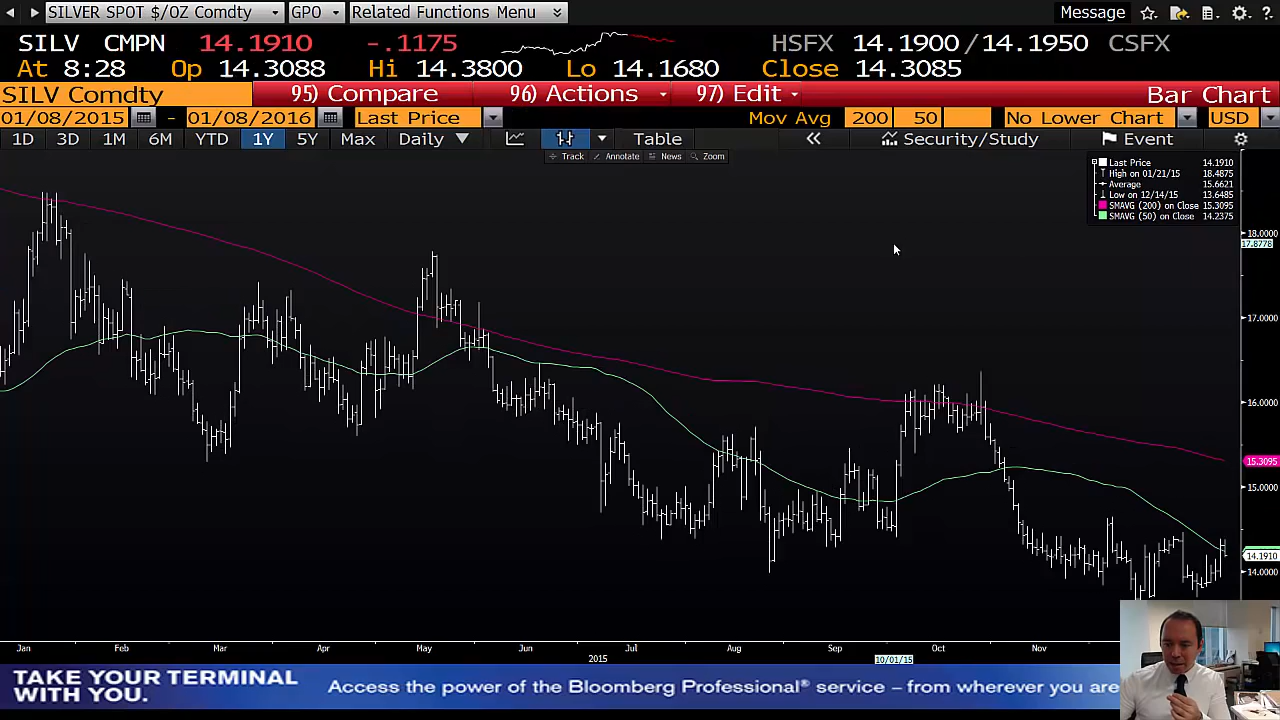 SILVER SPOT $/OZ Comdty GPO Related Functions Menu Message ?
SILV CMPN 14.1910 -.1175 HSFX 14.1900/14.1950 CSFX
At 8:28 Op 14.3088 Hi 14.3800 Lo 14.1680 Close 14.3085
SILV Comdty 95) Compare 96) Actions 97) Edit Bar Chart
01/08/2015 - 01/08/2016 Last Price Mov Avg 200 50 No Lower Chart USD
1D 3D 1M 6M YTD 1Y 5Y Max Daily Table Security/Study Event
Track Annotate News Zoom
Last Price 14.1910
High on 01/21/15 18.4875
Average 15.6621
Low on 12/14/15 13.6485
SMAVG (200) on Close 15.3095
SMAVG (50) on Close 14.2375
18.0000
17.8778
17.0000
16.0000
15.3095
15.0000
14.1910
14.0000
Jan Feb Mar Apr May Jun Jul Aug Sep Oct Nov
2015 10/01/15
TAKE YOUR TERMINAL
WITH YOU.
Access the power of the Bloomberg Professional® service – from wherever you are